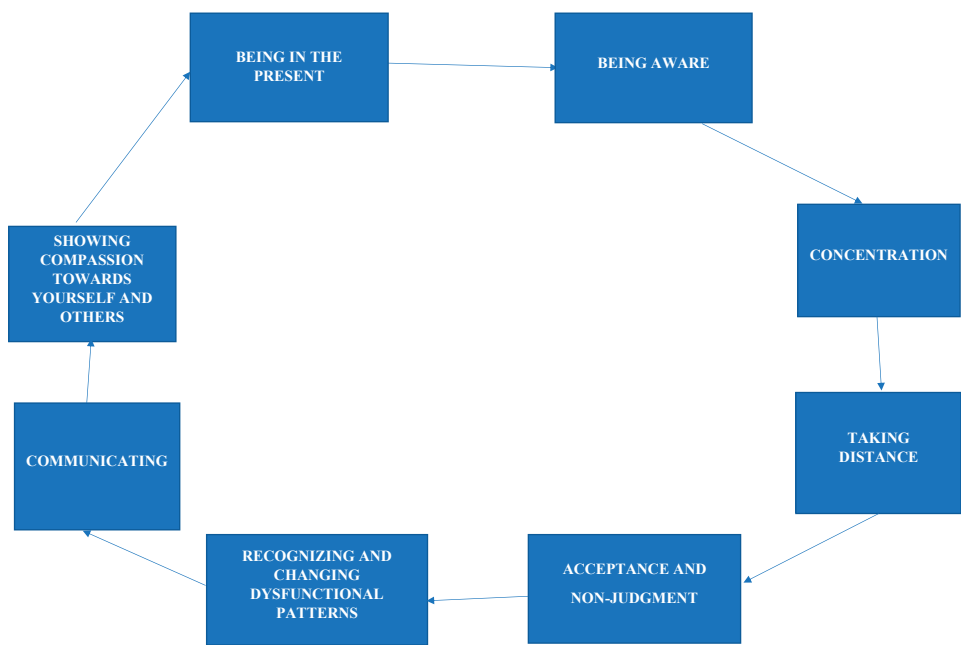 BEING IN THE
PRESENT
BEING AWARE
CONCENTRATION
TAKING
DISTANCE
ACCEPTANCE AND
NON-JUDGMENT
RECOGNIZING AND
CHANGING
DYSFUNCTIONAL
PATTERNS
COMMUNICATING
SHOWING
COMPASSION
TOWARDS
YOURSELF AND
OTHERS